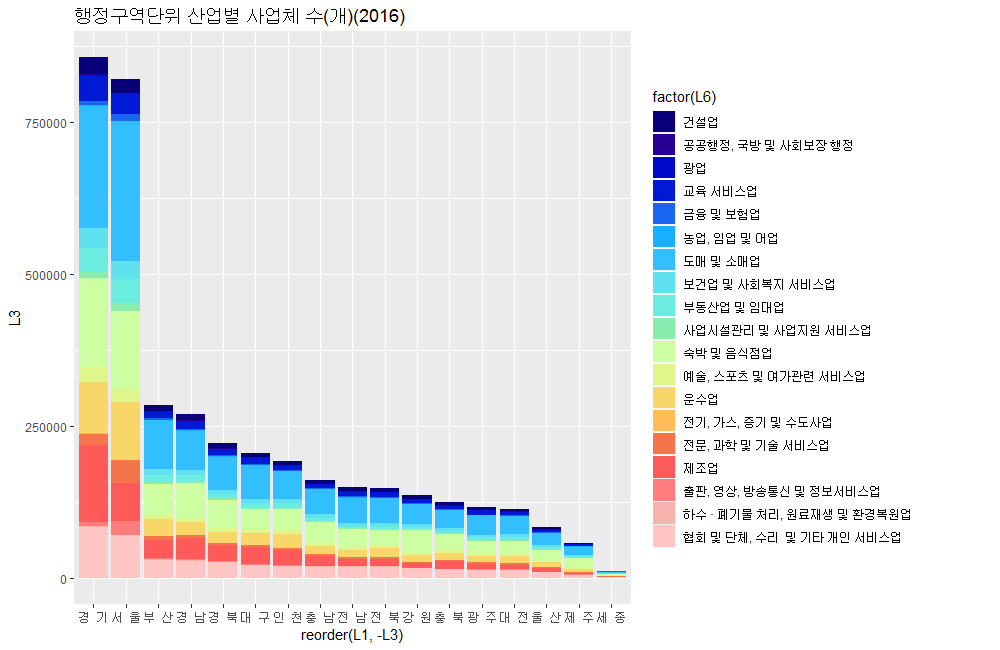 행정구역단위 산업별 사업체 수(개)(2016)
L3
750000
500000
250000
0
경 기 서 울 부 산 경 남 경 북 대 구 인 천 충 남 전 남 전 북 강 원 충 북 광 주 대 전 울 산 제 주 세 종
reorder(L1, -L3)
factor(L6)
건설업
공공행정, 국방 및 사회보장 행정
광업
교육 서비스업
금융 및 보험업
농업, 임업 및 어업
도매 및 소매업
보건업 및 사회복지 서비스업
부동산업 및 임대업
사업시설관리 및 사업지원 서비스업
숙박 및 음식점업
예술, 스포츠 및 여가관련 서비스업
운수업
전기, 가스, 증기 및 수도사업
전문, 과학 및 기술 서비스업
제조업
출판, 영상, 방송통신 및 정보서비스업
하수 · 폐기물 처리, 원료재생 및 환경복원업
협회 및 단체, 수리 및 기타 개인 서비스업